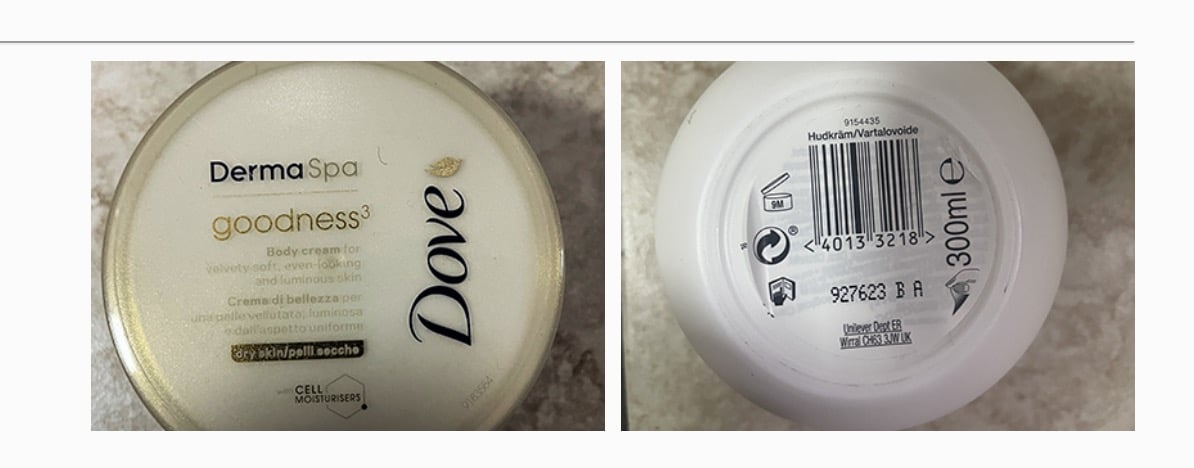 DermaSpa
goodness³
Body cream for
velvety-soft, even-looking
and luminous skin
Crema di bellezza per
una pelle vellutata, luminosa
e dall'aspetto uniforme
dry skin/pelli secche
with CELL
MOISTURISERS
Dove
9183564
9154435
Hudkräm/Vartalovoide
9M
<4013 3218>
300ml e
927623 B A
Unilever Dept ER
Wirral CH63 3JW UK